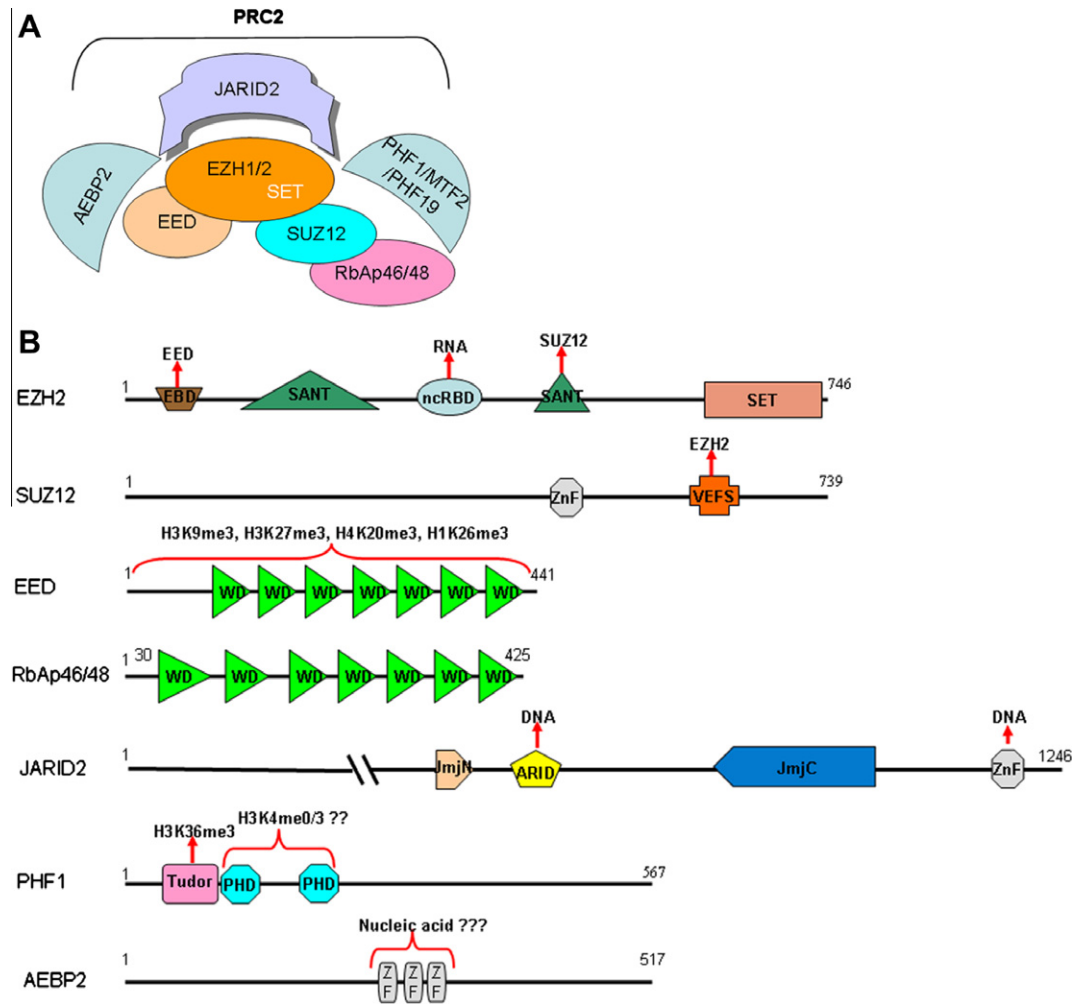 A
PRC2
JARID2
EZH1/2
SET
AEBP2
EED
SUZ12
RbAp46/48
PHF1/MTF2
/PHF19
B
EED
RNA
SUZ12
EZH2
1
EBD
SANT
ncRBD
SANT
SET
746
EZH2
SUZ12
1
ZnF
VEFS
739
H3K9me3, H3K27me3, H4K20me3, H1K26me3
EED
1
WD
WD
WD
WD
WD
WD
WD
441
RbAp46/48
1
30
WD
WD
WD
WD
WD
WD
WD
425
DNA
DNA
JARID2
1
JmjN
ARID
JmjC
ZnF
1246
H3K36me3
H3K4me0/3 ??
PHF1
1
Tudor
PHD
PHD
567
Nucleic acid ???
AEBP2
1
ZF
ZF
ZF
517